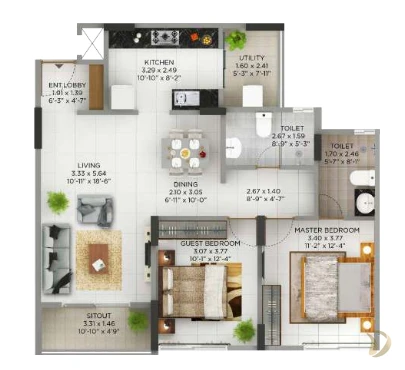 KITCHEN
3.29 x 2.49
10'-10" x 8'-2"
UTILITY
1.60 x 2.41
5'-3" x 7'-11"
ENT.LOBBY
1.91 x 1.39
6'-3" x 4'-7"
TOILET
2.67 x 1.59
8'-9" x 5'-3"
TOILET
1.70 x 2.46
5'-7" x 8'-1"
LIVING
3.33 x 5.64
10'-11" x 18'-6"
DINING
2.10 x 3.05
6'-11" x 10'-0"
2.67 x 1.40
8'-9" x 4'-7"
GUEST BEDROOM
3.07 x 3.77
10'-1" x 12'-4"
MASTER BEDROOM
3.40 x 3.77
11'-2" x 12'-4"
SITOUT
3.31 x 1.46
10'-10" x 4'9"